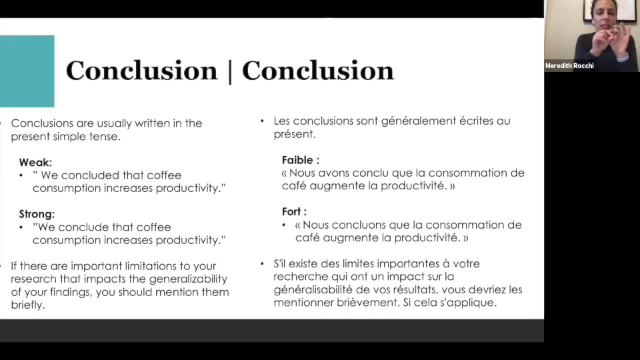 Conclusion | Conclusion
• Conclusions are usually written in the
present simple tense.
Weak:
• " We concluded that coffee
consumption increases productivity."
Strong:
• "We conclude that coffee
consumption increases productivity."
• If there are important limitations to your
research that impacts the generalizability
of your findings, you should mention them
briefly.
• Les conclusions sont généralement écrites au
présent.
Faible :
« Nous avons conclu que la consommation de
café augmente la productivité. »
Fort :
• « Nous concluons que la consommation de
café augmente la productivité. »
• S'il existe des limites importantes à votre
recherche qui ont un impact sur la
généralisabilité de vos résultats, vous devriez les
mentionner brièvement. Si cela s'applique.
Meredith Rocchi